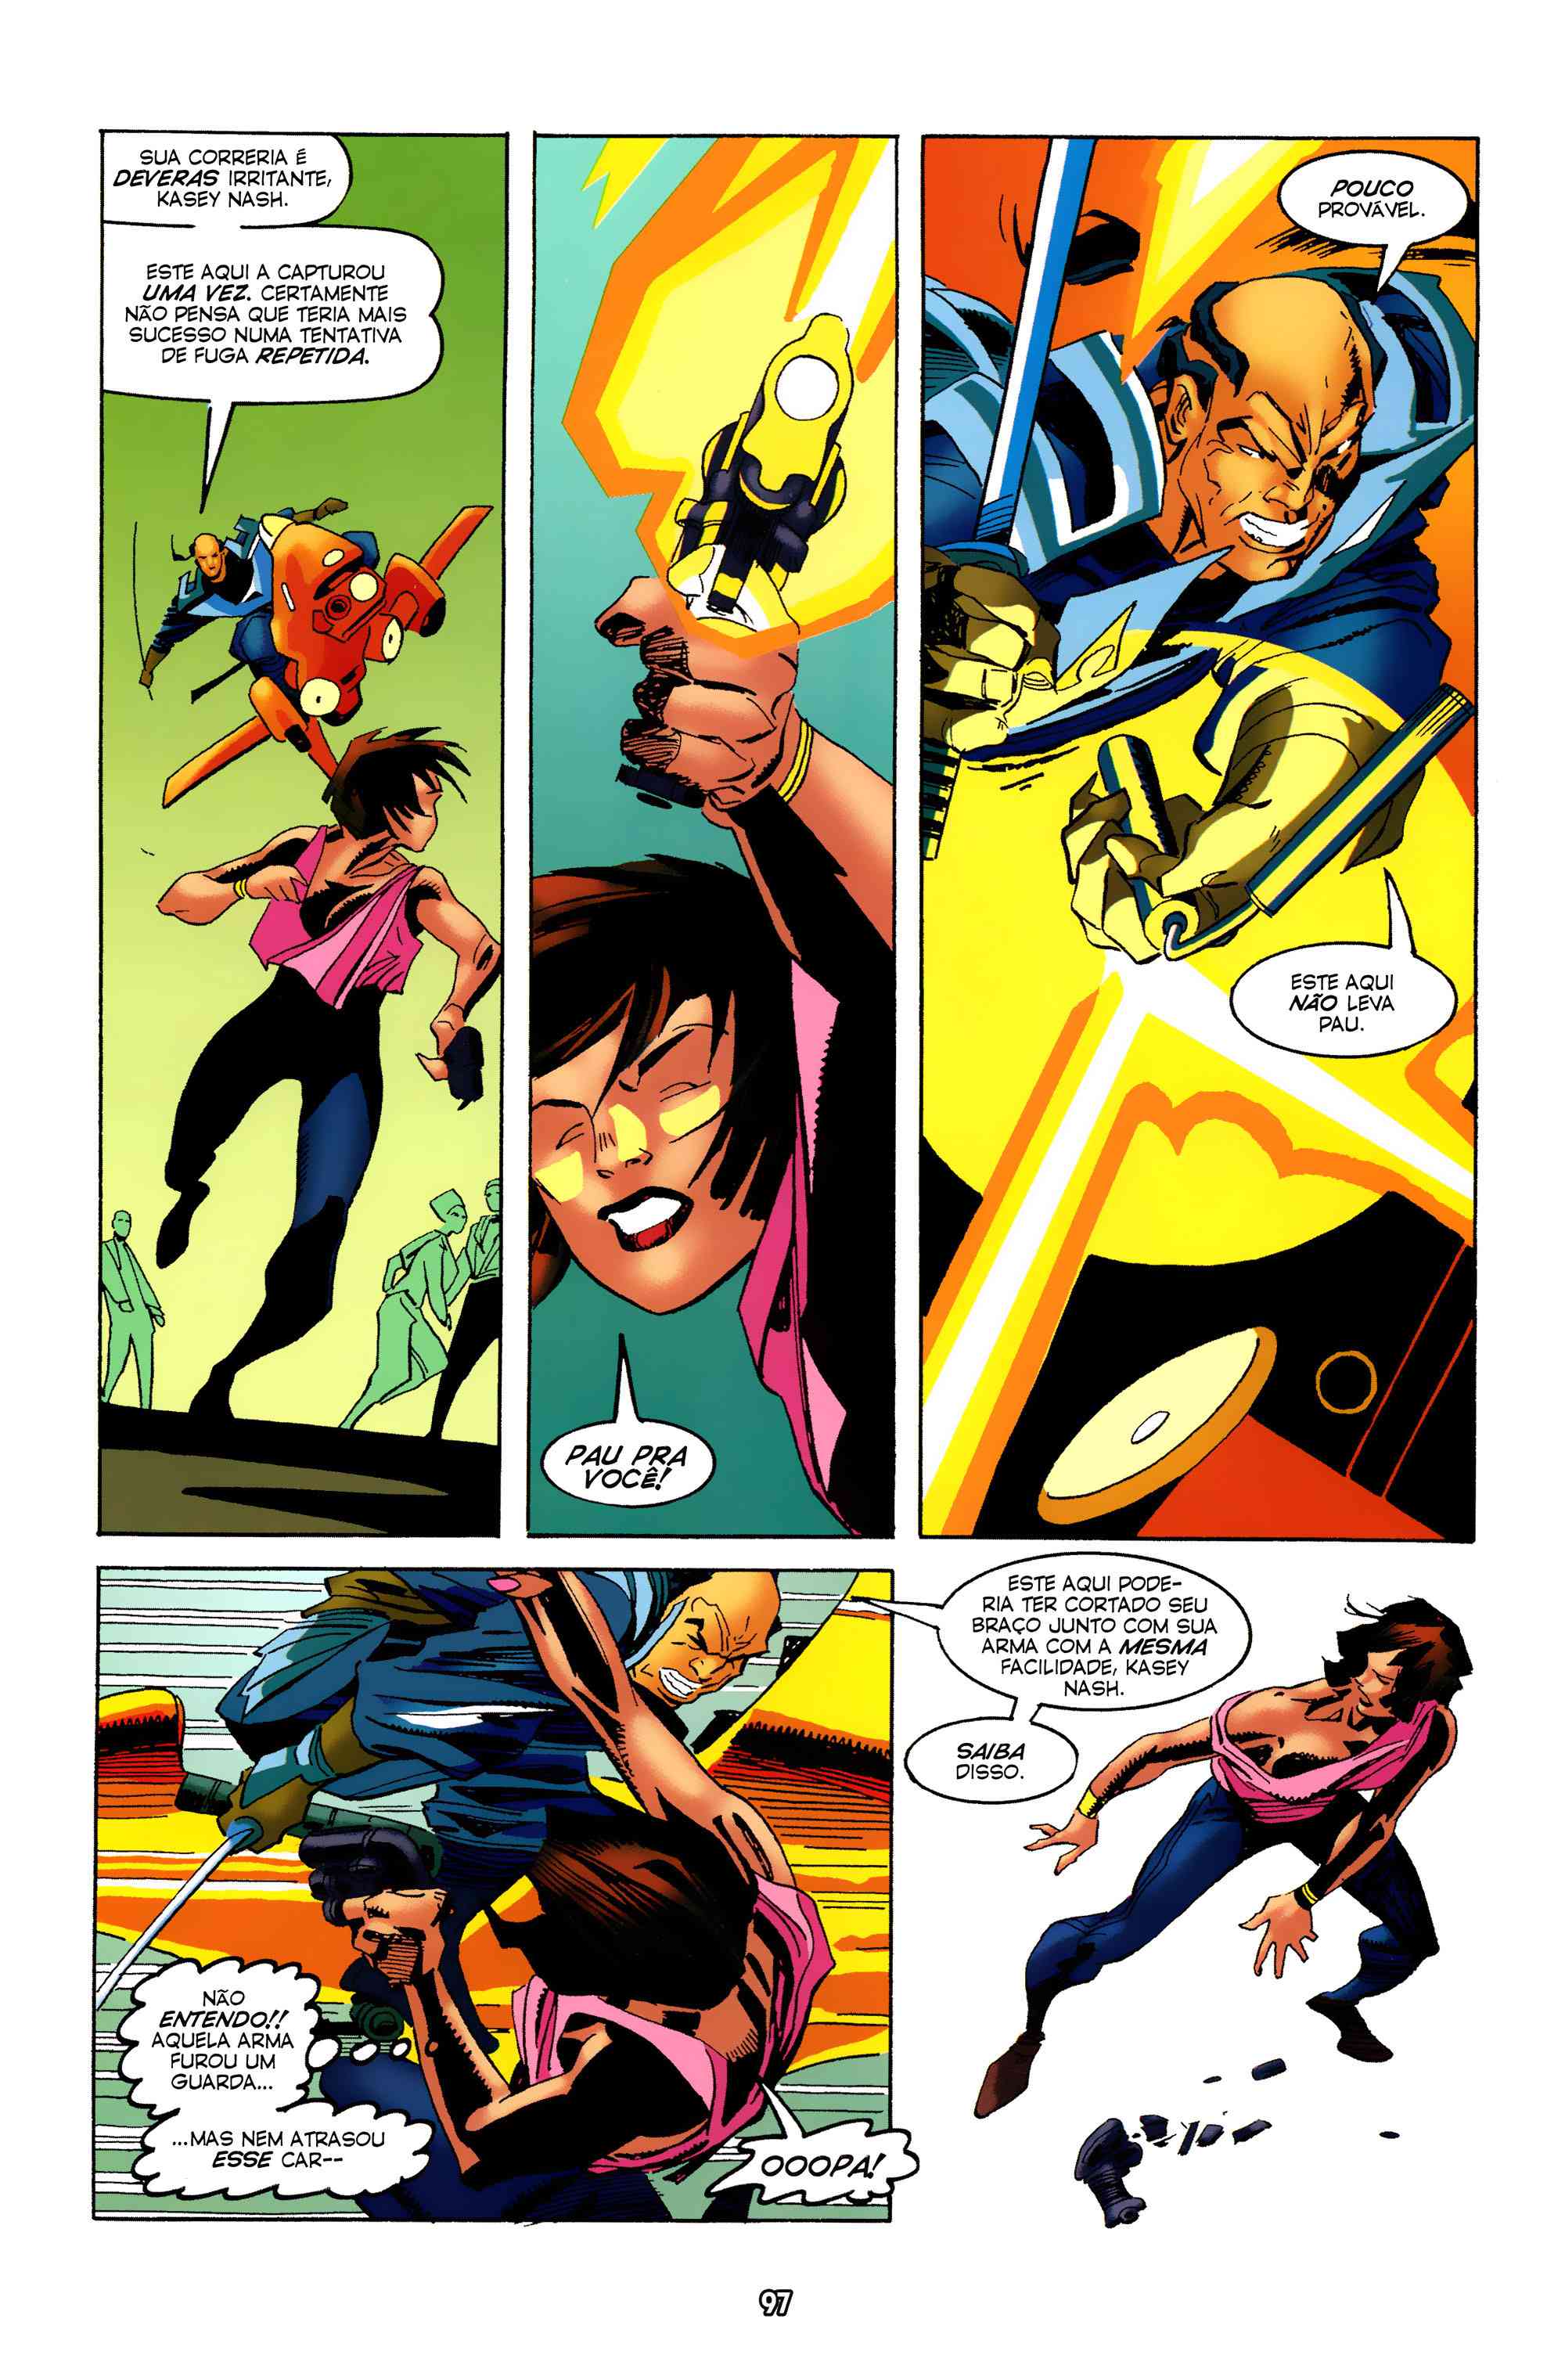 SUA CORRERIA É
DEVERAS IRRITANTE,
KASEY NASH.
ESTE AQUI A CAPTUROU
UMA VEZ. CERTAMENTE
NÃO PENSA QUE TERIA MAIS
SUCESSO NUMA TENTATIVA
DE FUGA REPETIDA.
PAU PRA
VOCÊ!
POUCO
PROVÁVEL.
ESTE AQUI
NÃO LEVA
PAU.
NÃO
ENTENDO!!
AQUELA ARMA
FUROU UM
GUARDA...
...MAS NEM ATRASOU
ESSE CAR--
OOOPA!
ESTE AQUI PODE-
RIA TER CORTADO SEU
BRAÇO JUNTO COM SUA
ARMA COM A MESMA
FACILIDADE, KASEY
NASH.
SAIBA
DISSO.
97